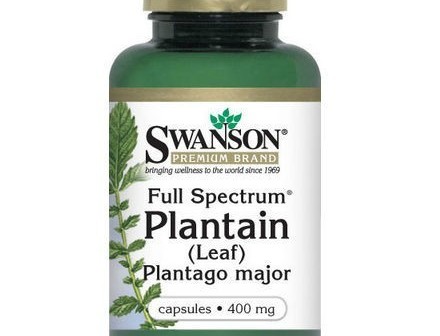 SWANSON®
PREMIUM BRAND
bringing wellness to the world since 1969
Full Spectrum®
Plantain
(Leaf)
Plantago major
capsules • 400 mg